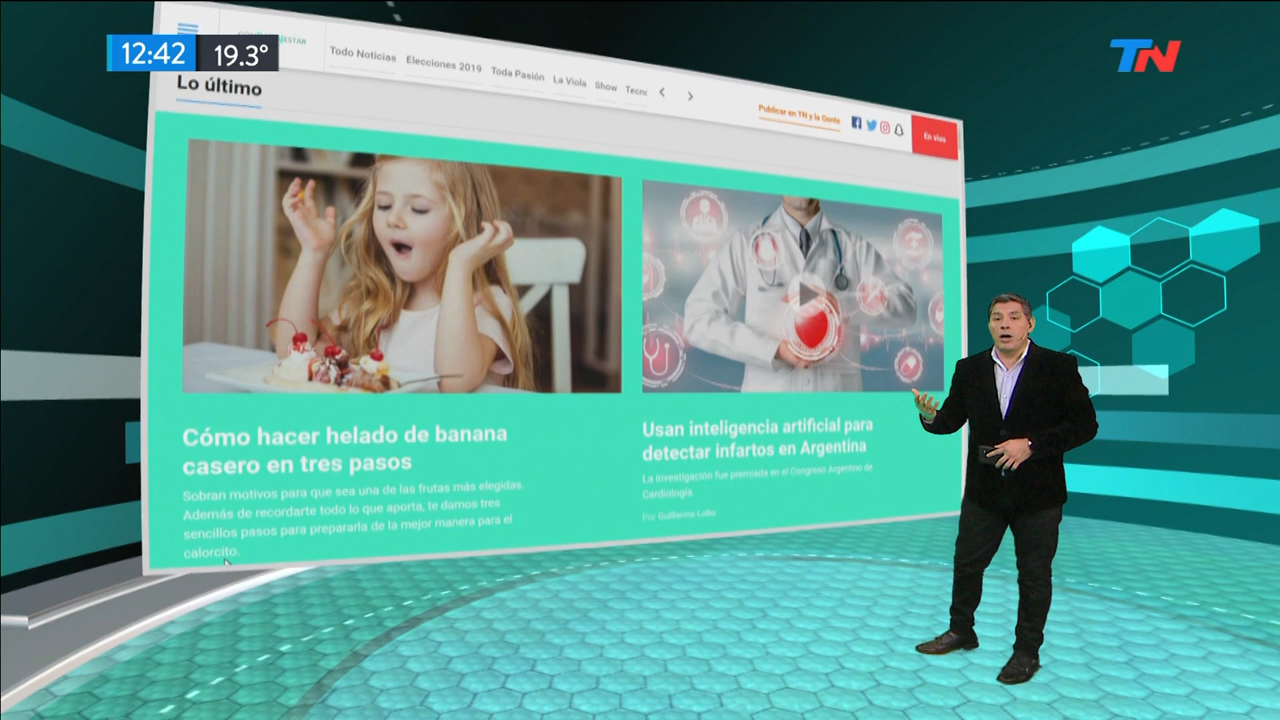 12:42 19.3°
TN
Todo Noticias Elecciones 2019 Toda Pasión La Viola Show
Publicar en TN y la Gente
En vivo
Lo último
Cómo hacer helado de banana
casero en tres pasos
Sobran motivos para que sea una de las frutas más elegidas.
Además de recordarte todo lo que aporta, te damos tres
sencillos pasos para prepararla de la mejor manera para el
calorcito.
Usan inteligencia artificial para
detectar infartos en Argentina
La investigación fue premiada en el Congreso Argentino de
Cardiología.
Por Guillermo Lobo